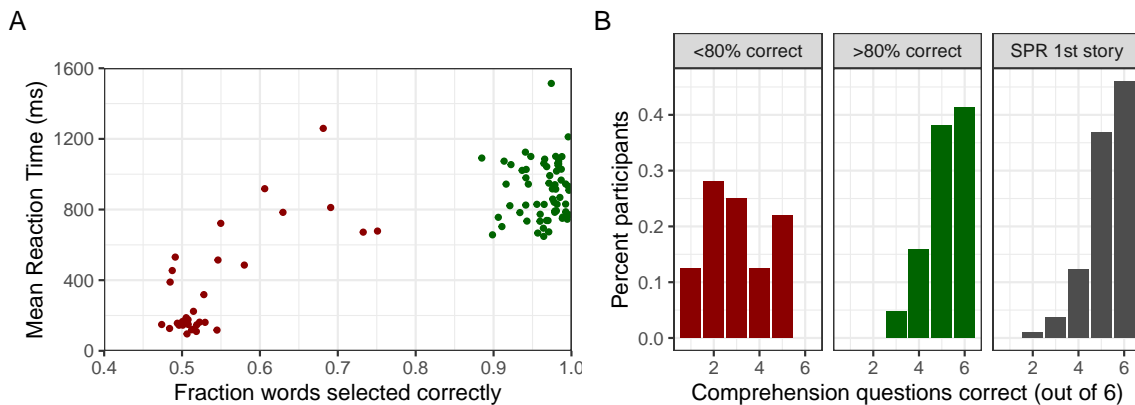 A
Mean Reaction Time (ms)
1600
1200
800
400
0
0.4 0.5 0.6 0.7 0.8 0.9 1.0
Fraction words selected correctly
B
<80% correct >80% correct SPR 1st story
Percent participants
0.4
0.3
0.2
0.1
0.0
2 4 6 2 4 6 2 4 6
Comprehension questions correct (out of 6)